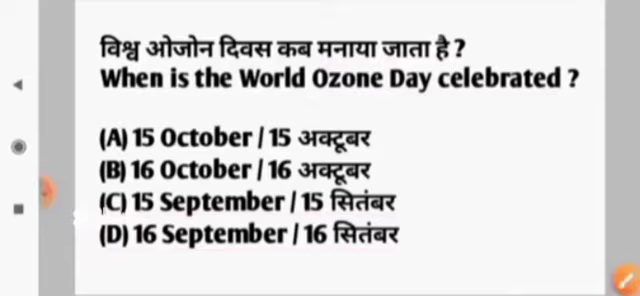 विश्व ओजोन दिवस कब मनाया जाता है ?
When is the World Ozone Day celebrated ?
(A) 15 October / 15 अक्टूबर
(B) 16 October / 16 अक्टूबर
(C) 15 September / 15 सितंबर
(D) 16 September / 16 सितंबर